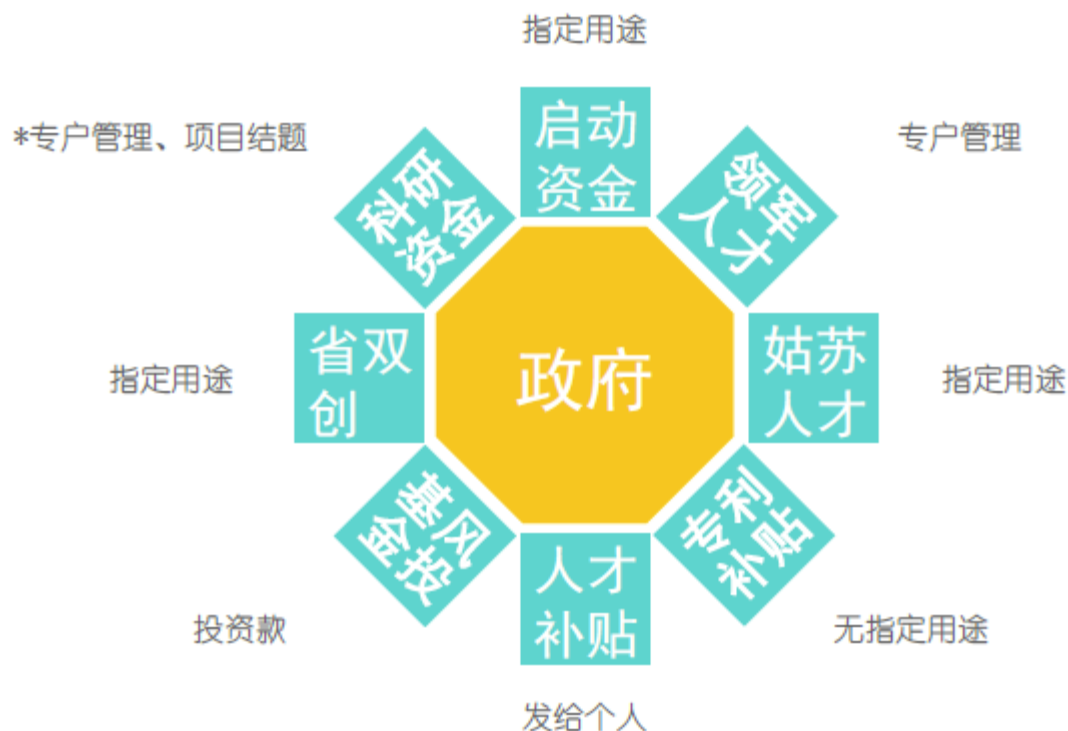 指定用途
*专户管理、项目结题
启动
资金
专户管理
科研
资金
领军
人才
指定用途
省双
创
政府
姑苏
人才
指定用途
基风
金投
人才
补贴
专利
补贴
投资款
无指定用途
发给个人